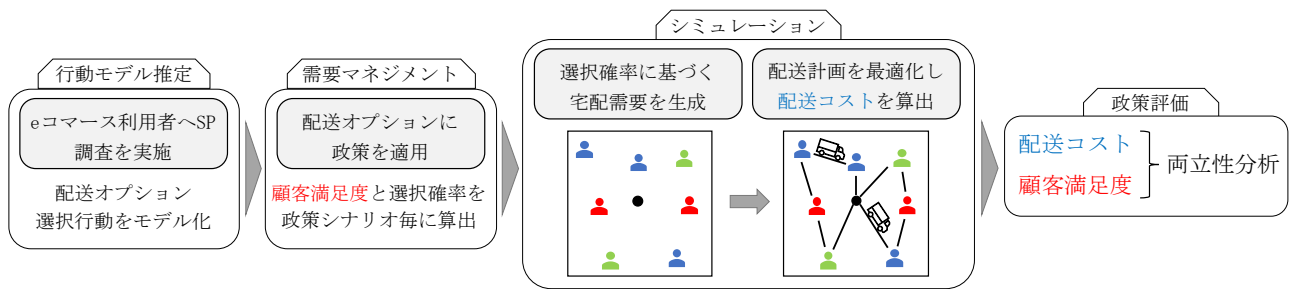 行動モデル推定
eコマース利用者へSP
調査を実施
配送オプション
選択行動をモデル化
需要マネジメント
配送オプションに
政策を適用
顧客満足度と選択確率を
政策シナリオ毎に算出
シミュレーション
選択確率に基づく
宅配需要を生成
配送計画を最適化し
配送コストを算出
政策評価
配送コスト
顧客満足度
両立性分析